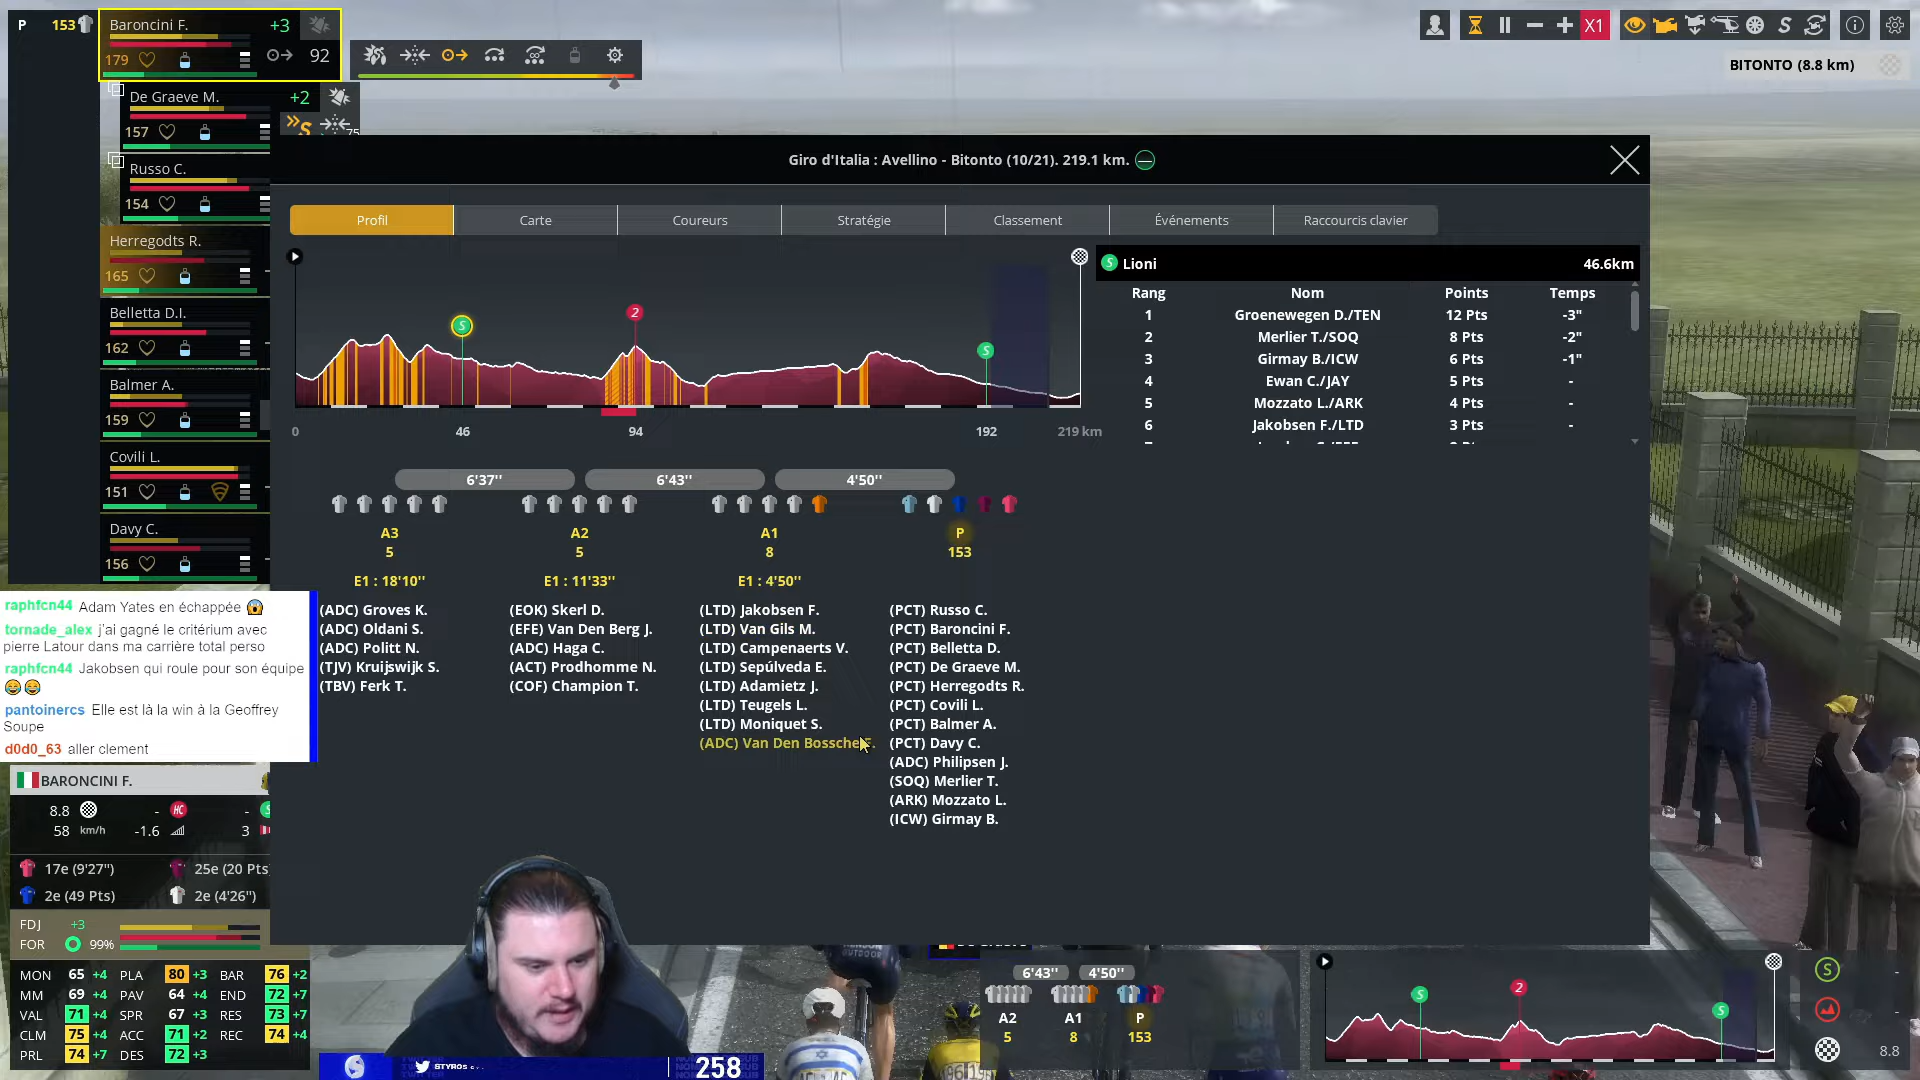 P 153
Baroncini F. +3
179 92
De Graeve M. +2
157 75
Russo C.
154
Herregodts R.
165
Belletta D.I.
162
Balmer A.
159
Covili L.
151
Davy C.
156
X1
BITONTO (8.8 km)
Giro d'Italia : Avellino - Bitonto (10/21). 219.1 km.
Profil Carte Coureurs Stratégie Classement Événements Raccourcis clavier
S 2 S
0 46 94 192 219 km
S Lioni 46.6km
Rang Nom Points Temps
1 Groenewegen D./TEN 12 Pts -3"
2 Merlier T./SOQ 8 Pts -2"
3 Girmay B./ICW 6 Pts -1"
4 Ewan C./JAY 5 Pts -
5 Mozzato L./ARK 4 Pts -
6 Jakobsen F./LTD 3 Pts -
6'37'' 6'43'' 4'50''
A3 A2 A1 P
5 5 8 153
E1 : 18'10'' E1 : 11'33'' E1 : 4'50''
(ADC) Groves K.
(ADC) Oldani S.
(ADC) Politt N.
(TJV) Kruijswijk S.
(TBV) Ferk T.
(EOK) Skerl D.
(EFE) Van Den Berg J.
(ADC) Haga C.
(ACT) Prodhomme N.
(COF) Champion T.
(LTD) Jakobsen F.
(LTD) Van Gils M.
(LTD) Campenaerts V.
(LTD) Sepúlveda E.
(LTD) Adamietz J.
(LTD) Teugels L.
(LTD) Moniquet S.
(ADC) Van Den Bossche F.
(PCT) Russo C.
(PCT) Baroncini F.
(PCT) Belletta D.
(PCT) De Graeve M.
(PCT) Herregodts R.
(PCT) Covili L.
(PCT) Balmer A.
(PCT) Davy C.
(ADC) Philipsen J.
(SOQ) Merlier T.
(ARK) Mozzato L.
(ICW) Girmay B.
raphfcn44 Adam Yates en échappée
tornade_alex j'ai gagné le critérium avec
pierre Latour dans ma carrière total perso
raphfcn44 Jakobsen qui roule pour son équipe
pantoinercs Elle est là la win à la Geoffrey
Soupe
d0d0_63 aller clement
BARONCINI F.
8.8 - HC -
58 km/h -1.6 3
17e (9'27'') 25e (20 Pts
2e (49 Pts) 2e (4'26'')
FDJ +3
FOR 99%
MON 65 +4 PLA 80 +3 BAR 76 +2
MM 69 +4 PAV 64 +4 END 72 +7
VAL 71 +4 SPR 67 +3 RES 73 +7
CLM 75 +4 ACC 71 +2 REC 74 +4
PRL 74 +7 DES 72 +3
258
6'43'' 4'50''
A2 A1 P
5 8 153
S 2 S
S -
-
8.8